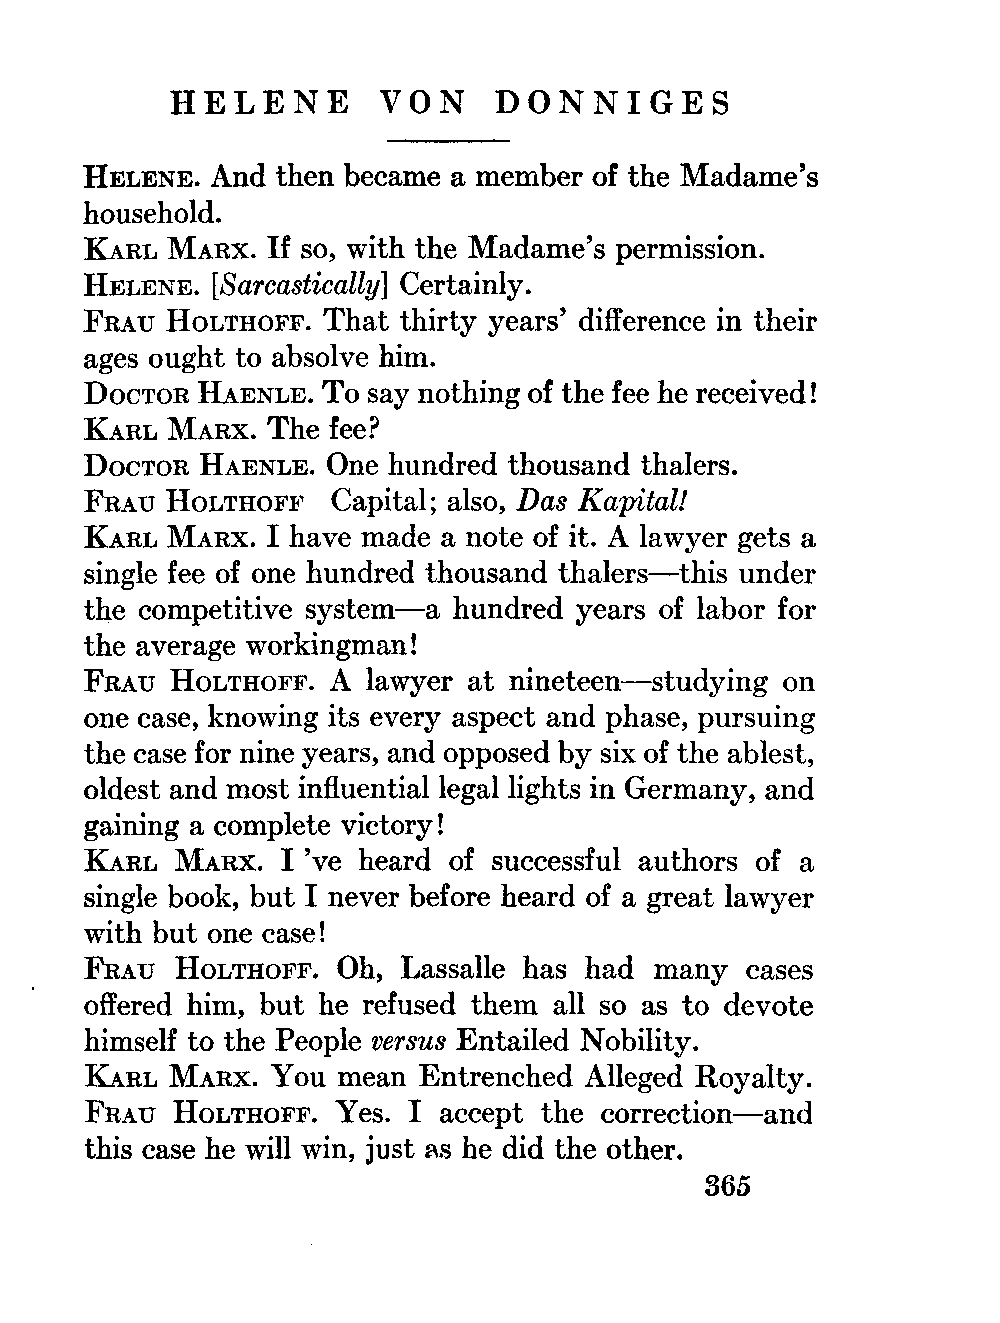 HELENE VON DONNIGES
HELENE. And then became a member of the Madame's
household.
KARL MARX. If so, with the Madame's permission.
HELENE. [Sarcastically] Certainly.
FRAU HOLTHOFF. That thirty years' difference in their
ages ought to absolve him.
DOCTOR HAENLE. To say nothing of the fee he received!
KARL MARX. The fee?
DOCTOR HAENLE. One hundred thousand thalers.
FRAU HOLTHOFF Capital; also, Das Kapital!
KARL MARX. I have made a note of it. A lawyer gets a
single fee of one hundred thousand thalers—this under
the competitive system—a hundred years of labor for
the average workingman!
FRAU HOLTHOFF. A lawyer at nineteen—studying on
one case, knowing its every aspect and phase, pursuing
the case for nine years, and opposed by six of the ablest,
oldest and most influential legal lights in Germany, and
gaining a complete victory!
KARL MARX. I 've heard of successful authors of a
single book, but I never before heard of a great lawyer
with but one case!
FRAU HOLTHOFF. Oh, Lassalle has had many cases
offered him, but he refused them all so as to devote
himself to the People versus Entailed Nobility.
KARL MARX. You mean Entrenched Alleged Royalty.
FRAU HOLTHOFF. Yes. I accept the correction—and
this case he will win, just as he did the other.
365